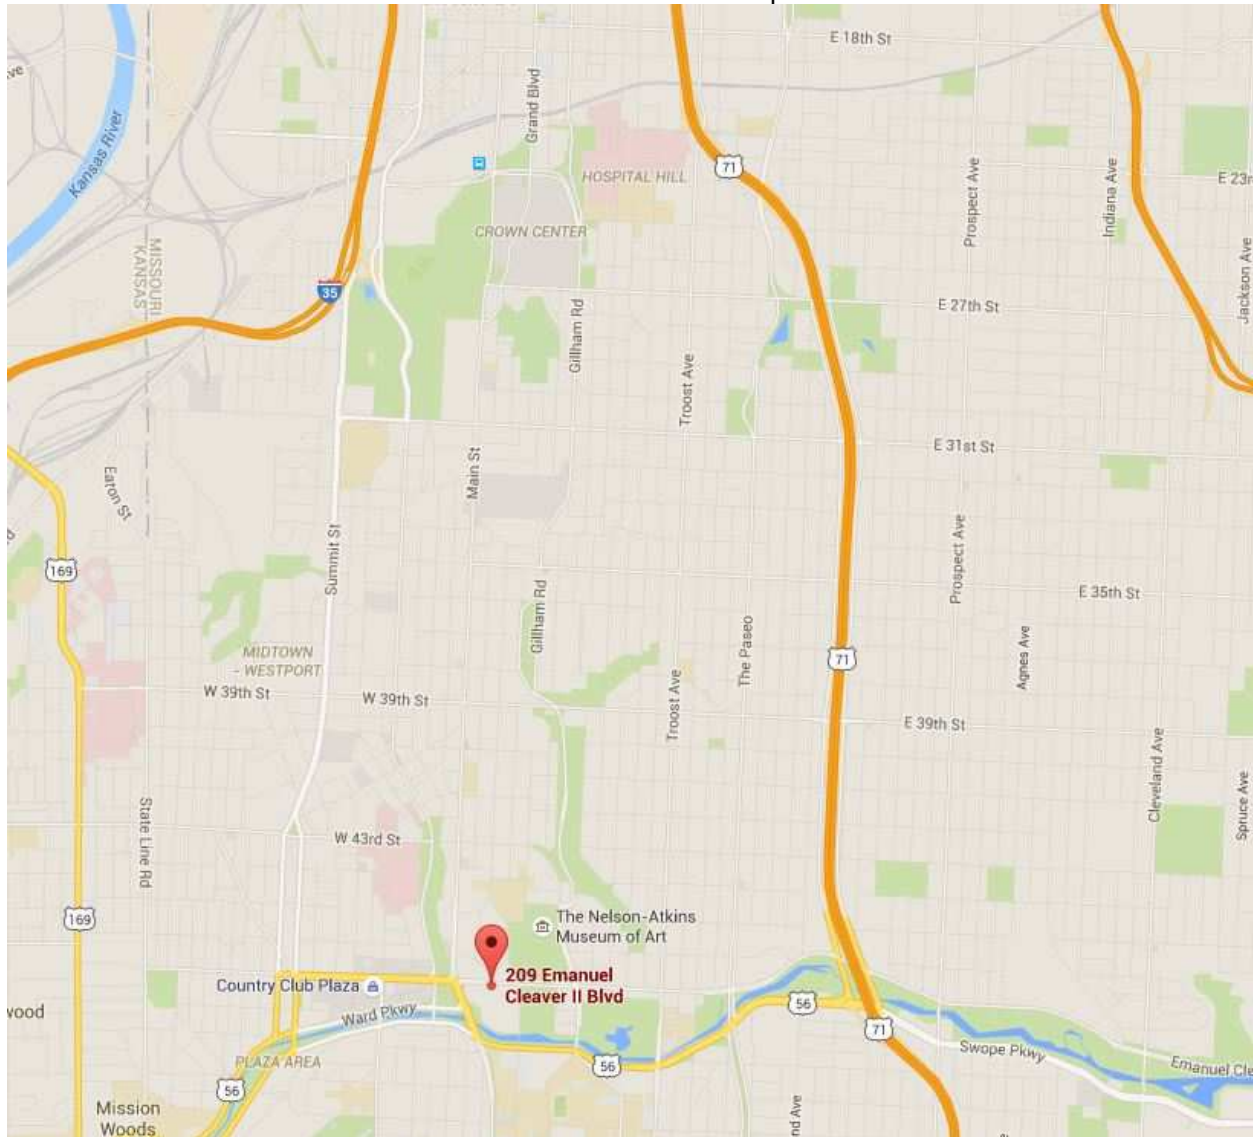 E 18th St
ve
Grand Blvd
Kansas River
71
HOSPITAL HILL
Prospect Ave
Indiana Ave
E 23r
CROWN CENTER
MISSOURI
KANSAS
Jackson Ave
35
E 27th St
Gillham Rd
Troost Ave
E 31st St
Main St
Eaton St
Summit St
Prospect Ave
169
E 35th St
Gillham Rd
The Paseo
Agnes Ave
MIDTOWN
- WESTPORT
71
W 39th St
W 39th St
Troost Ave
E 39th St
Cleveland Ave
Spruce Ave
State Line Rd
W 43rd St
169
The Nelson-Atkins
Museum of Art
209 Emanuel
Cleaver II Blvd
Country Club Plaza
56
wood
Ward Pkwy
71
Swope Pkwy
PLAZA AREA
56
Emanuel Cle
56
Mission
Woods
nd Ave